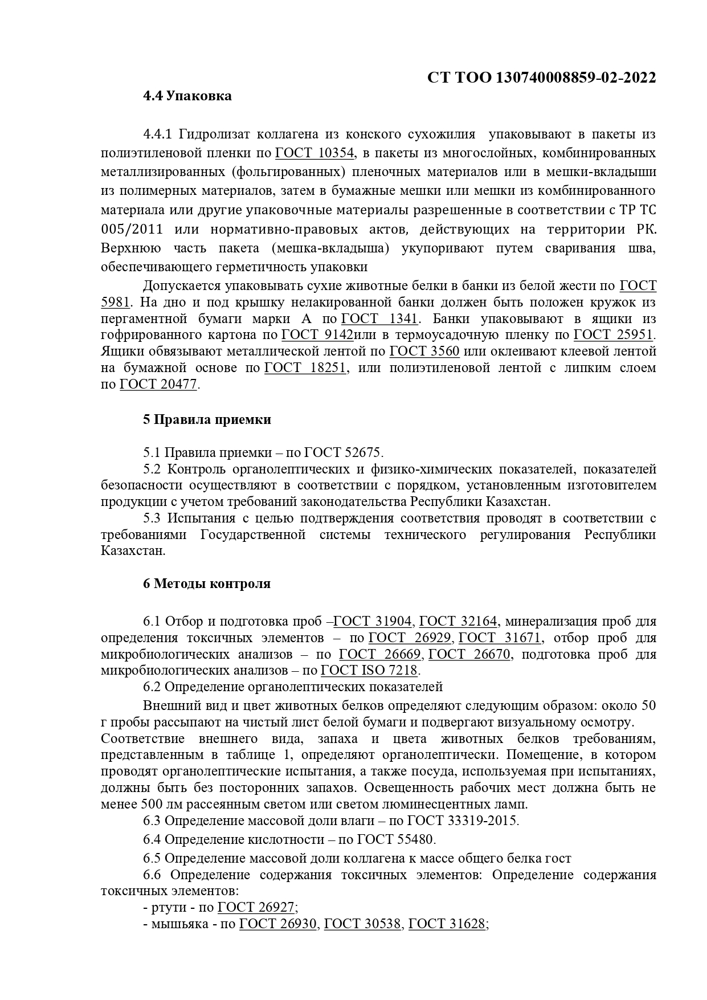 СТ ТОО 130740008859-02-2022
4.4 Упаковка
4.4.1 Гидролизат коллагена из конского сухожилия упаковывают в пакеты из
полиэтиленовой пленки по ГОСТ 10354, в пакеты из многослойных, комбинированных
металлизированных (фольгированных) пленочных материалов или в мешки-вкладыши
из полимерных материалов, затем в бумажные мешки или мешки из комбинированного
материала или другие упаковочные материалы разрешенные в соответствии с ТР ТС
005/2011 или нормативно-правовых актов, действующих на территории РК.
Верхнюю часть пакета (мешка-вкладыша) укупоривают путем сваривания шва,
обеспечивающего герметичность упаковки
Допускается упаковывать сухие животные белки в банки из белой жести по ГОСТ
5981. На дно и под крышку нелакированной банки должен быть положен кружок из
пергаментной бумаги марки А по ГОСТ 1341. Банки упаковывают в ящики из
гофрированного картона по ГОСТ 9142или в термоусадочную пленку по ГОСТ 25951.
Ящики обвязывают металлической лентой по ГОСТ 3560 или оклеивают клеевой лентой
на бумажной основе по ГОСТ 18251, или полиэтиленовой лентой с липким слоем
по ГОСТ 20477.
5 Правила приемки
5.1 Правила приемки – по ГОСТ 52675.
5.2 Контроль органолептических и физико-химических показателей, показателей
безопасности осуществляют в соответствии с порядком, установленным изготовителем
продукции с учетом требований законодательства Республики Казахстан.
5.3 Испытания с целью подтверждения соответствия проводят в соответствии с
требованиями Государственной системы технического регулирования Республики
Казахстан.
6 Методы контроля
6.1 Отбор и подготовка проб –ГОСТ 31904, ГОСТ 32164, минерализация проб для
определения токсичных элементов – по ГОСТ 26929, ГОСТ 31671, отбор проб для
микробиологических анализов – по ГОСТ 26669, ГОСТ 26670, подготовка проб для
микробиологических анализов – по ГОСТ ISO 7218.
6.2 Определение органолептических показателей
Внешний вид и цвет животных белков определяют следующим образом: около 50
г пробы рассыпают на чистый лист белой бумаги и подвергают визуальному осмотру.
Соответствие внешнего вида, запаха и цвета животных белков требованиям,
представленным в таблице 1, определяют органолептически. Помещение, в котором
проводят органолептические испытания, а также посуда, используемая при испытаниях,
должны быть без посторонних запахов. Освещенность рабочих мест должна быть не
менее 500 лм рассеянным светом или светом люминесцентных ламп.
6.3 Определение массовой доли влаги – по ГОСТ 33319-2015.
6.4 Определение кислотности – по ГОСТ 55480.
6.5 Определение массовой доли коллагена к массе общего белка гост
6.6 Определение содержания токсичных элементов: Определение содержания
токсичных элементов:
- ртути - по ГОСТ 26927;
- мышьяка - по ГОСТ 26930, ГОСТ 30538, ГОСТ 31628;